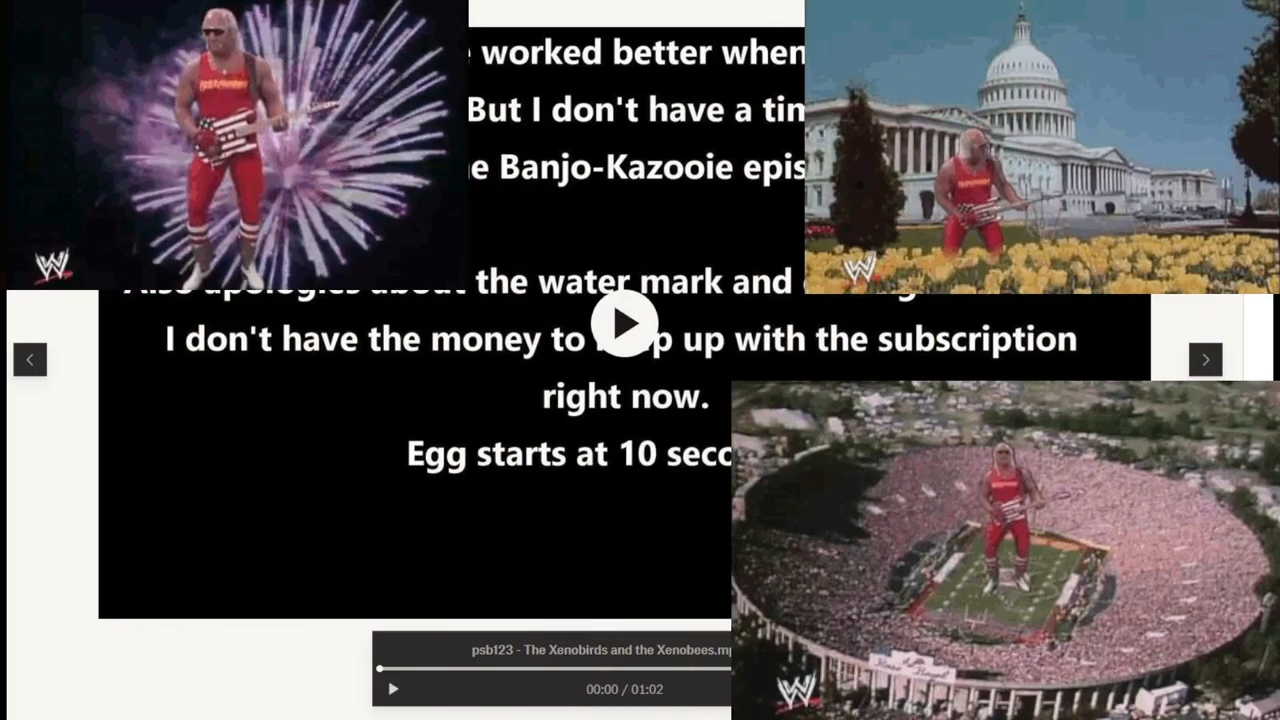 worked better when
But I don't have a tim
e Banjo-Kazooie epis
the water mark and
I don't have the money to p up with the subscription
right now.
Egg starts at 10 seco
psb123 - The Xenobirds and the Xenobees.mp
00:00 / 01:02
W
W
W